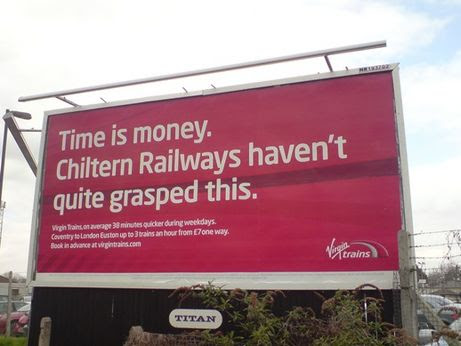 NR193702
Time is money.
Chiltern Railways haven't
quite grasped this.
Virgin Trains, on average 38 minutes quicker during weekdays.
Coventry to London Euston up to 3 trains an hour from £7 one way.
Book in advance at virgintrains.com
Virgin trains
TITAN